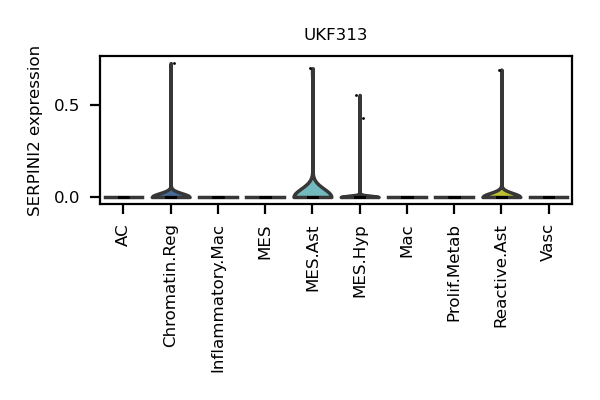 UKF313
SERPINI2 expression
0.5
0.0
AC
Chromatin.Reg
Inflammatory.Mac
MES
MES.Ast
MES.Hyp
Mac
Prolif.Metab
Reactive.Ast
Vasc